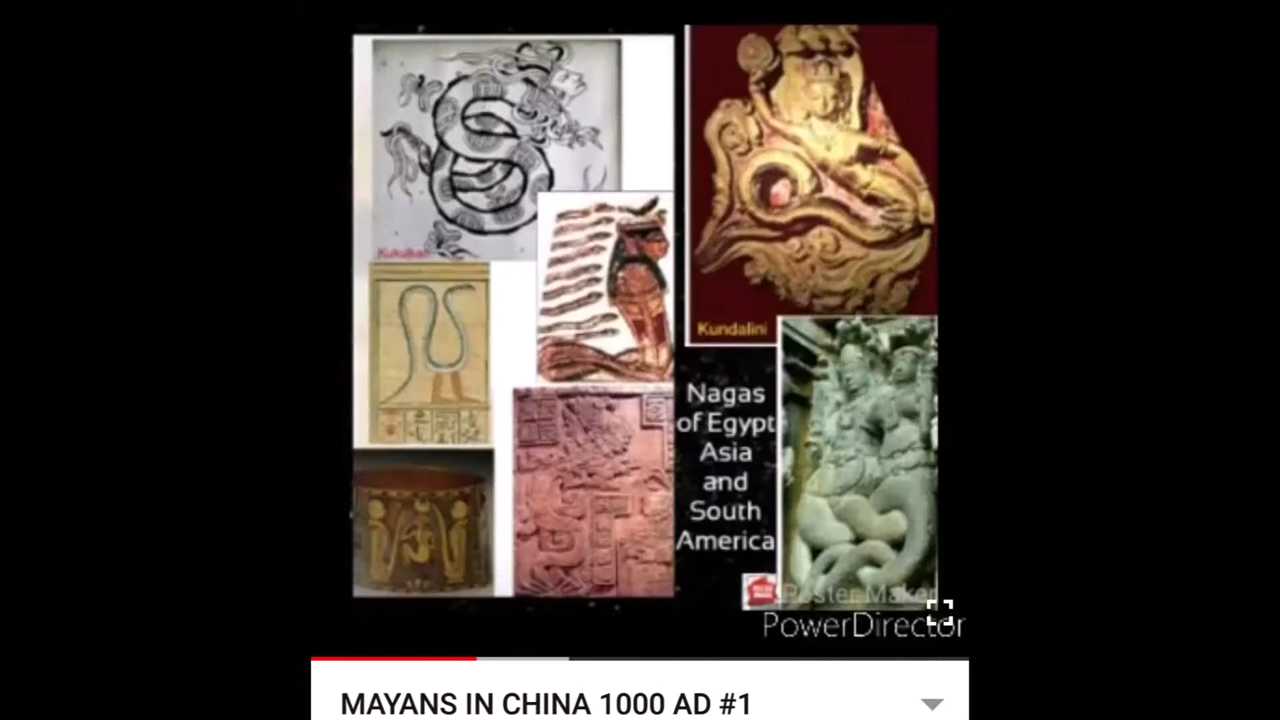 Kukulkan
Kundalini
Nagas
of Egypt
Asia
and
South
America
Poster Maker
PowerDirector
MAYANS IN CHINA 1000 AD #1